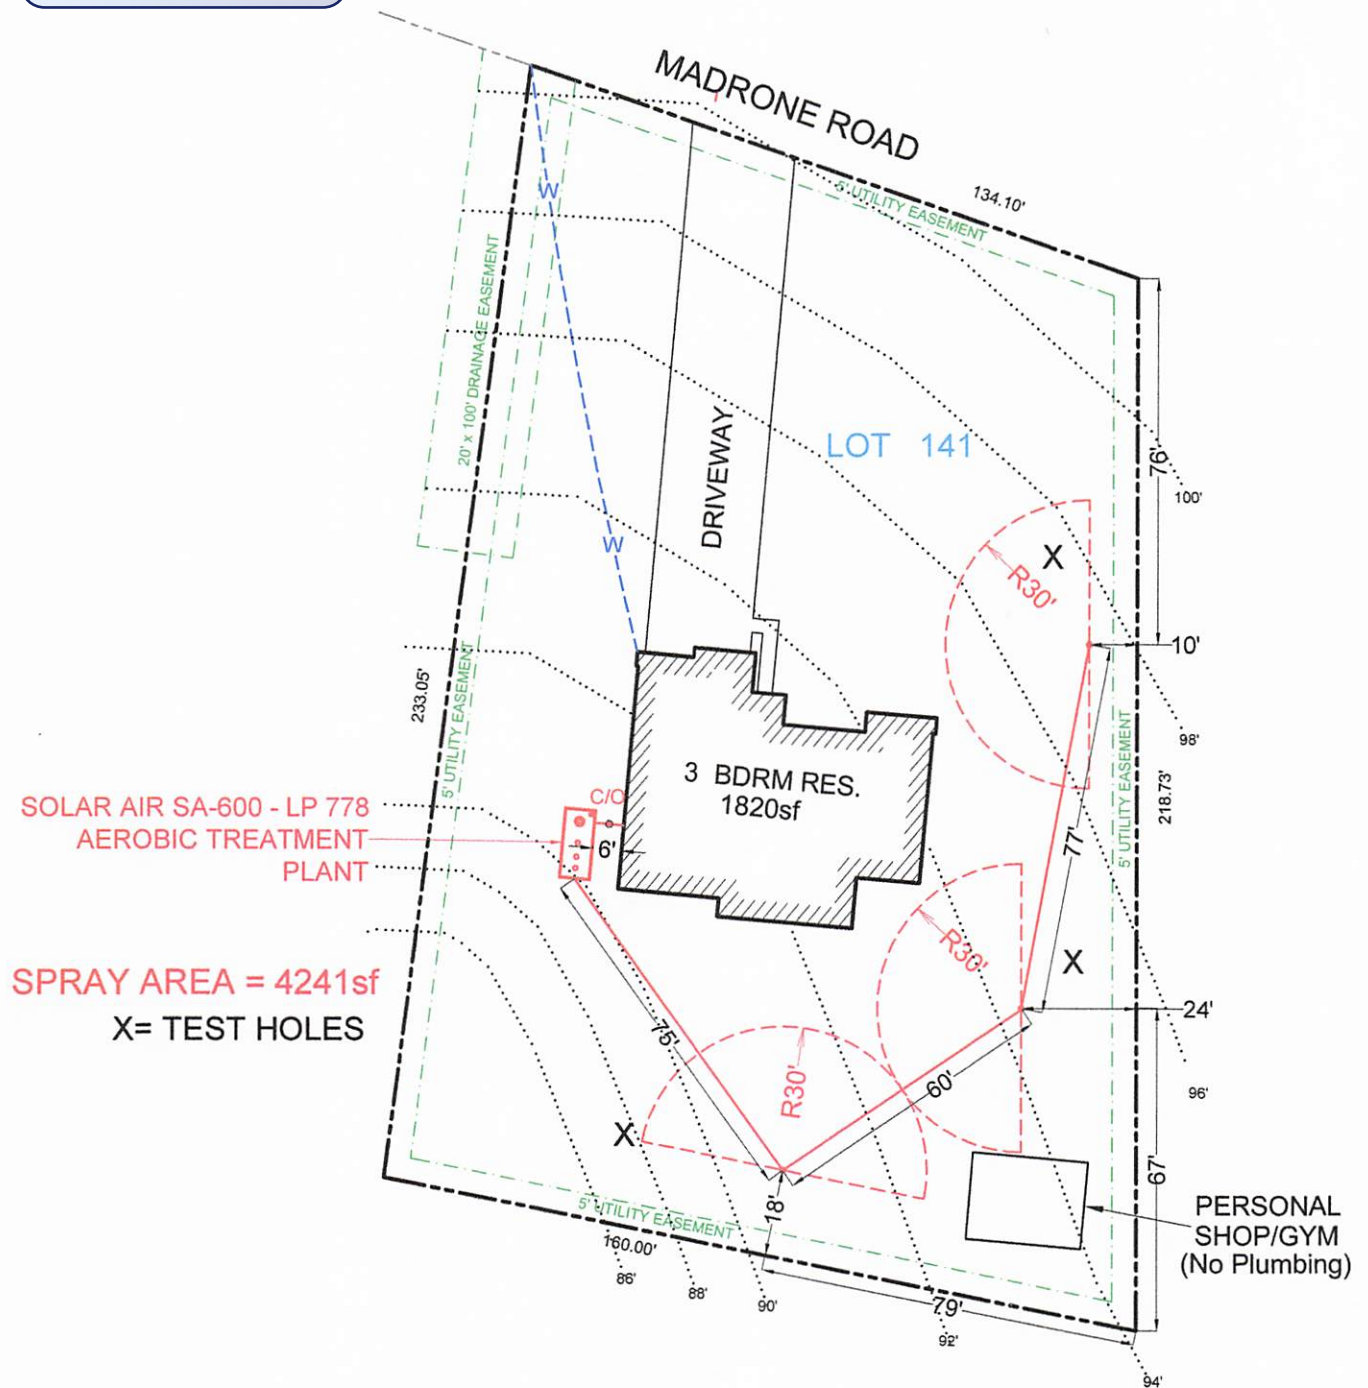 MADRONE ROAD
134.10'
5' UTILITY EASEMENT
W
20' x 100' DRAINAGE EASEMENT
DRIVEWAY
LOT 141
76'
100'
W
X
R30'
10'
98'
233.05'
5' UTILITY EASEMENT
3 BDRM RES.
1820sf
5' UTILITY EASEMENT
218.73'
SOLAR AIR SA-600 - LP 778
AEROBIC TREATMENT
PLANT
C/O
6'
77'
R30'
X
SPRAY AREA = 4241sf
X= TEST HOLES
24'
75'
R30'
60'
96'
X
67'
18'
5' UTILITY EASEMENT
160.00'
PERSONAL
SHOP/GYM
(No Plumbing)
86'
88'
90'
79'
92'
94'